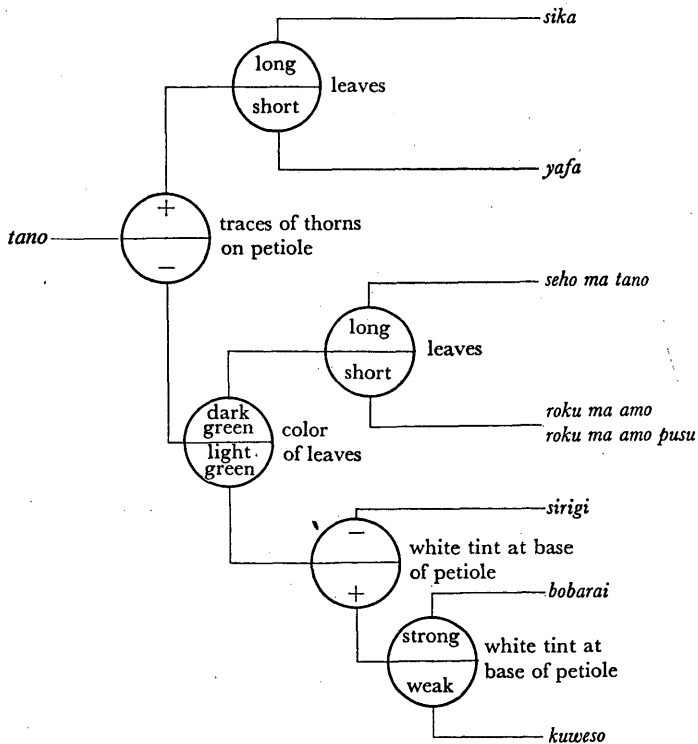 sika
long
leaves
short
yafa
+
traces of thorns
on petiole
tano
−
seho ma tano
long
leaves
short
roku ma amo
roku ma amo pusu
dark
green
color
of leaves
light
green
sirigi
−
white tint at base
of petiole
+
bobarai
strong
white tint at
base of petiole
weak
kuweso